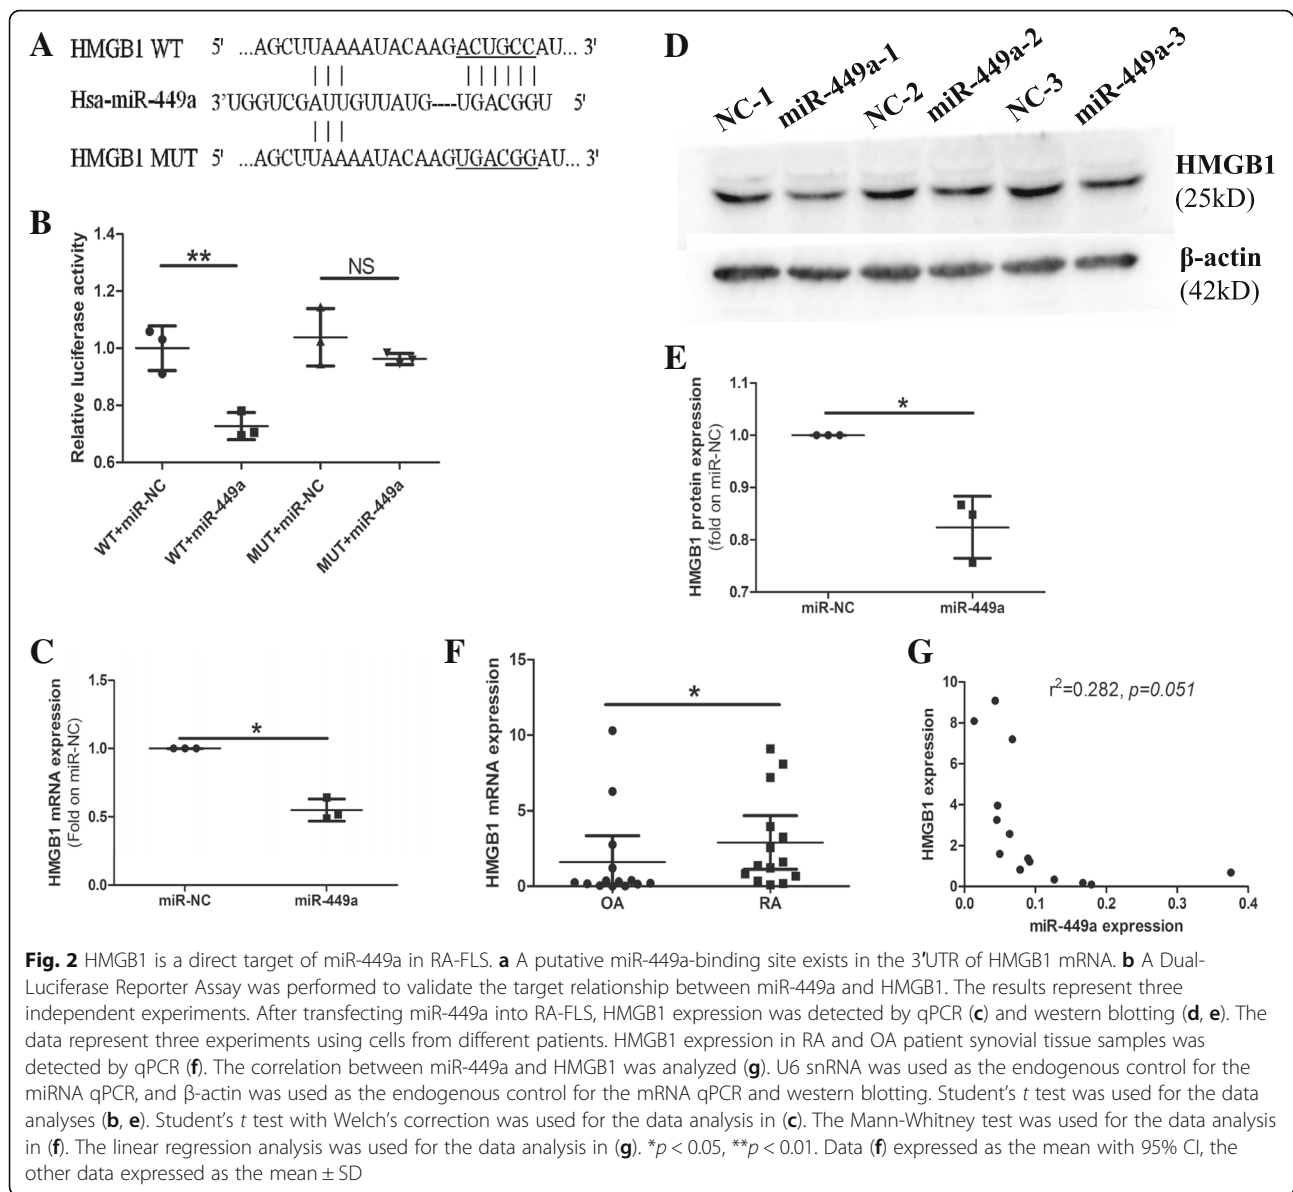 A
HMGB1 WT 5' ...AGCUUAAAAUACAAGACUGCCAU... 3'
Hsa-miR-449a 3'UGGUCGAUUGUUAUG----UGACGGU 5'
HMGB1 MUT 5' ...AGCUUAAAAUACAAGUGACGGAU... 3'
B
Relative luciferase activity
1.4
1.2
1.0
0.8
0.6
**
NS
WT+miR-NC
WT+miR-449a
MUT+miR-NC
MUT+miR-449a
D
NC-1 miR-449a-1 NC-2 miR-449a-2 NC-3 miR-449a-3
HMGB1
(25kD)
β-actin
(42kD)
E
HMGB1 protein expression
(fold on miR-NC)
1.1
1.0
0.9
0.8
0.7
*
miR-NC miR-449a
C
HMGB1 mRNA expression
(Fold on miR-NC)
1.5
1.0
0.5
0.0
*
miR-NC miR-449a
F
HMGB1 mRNA expression
15
10
5
0
*
OA RA
G
HMGB1 expression
10
8
6
4
2
0
r²=0.282, p=0.051
0.0 0.1 0.2 0.3 0.4
miR-449a expression
Fig. 2 HMGB1 is a direct target of miR-449a in RA-FLS. a A putative miR-449a-binding site exists in the 3′UTR of HMGB1 mRNA. b A Dual-
Luciferase Reporter Assay was performed to validate the target relationship between miR-449a and HMGB1. The results represent three
independent experiments. After transfecting miR-449a into RA-FLS, HMGB1 expression was detected by qPCR (c) and western blotting (d, e). The
data represent three experiments using cells from different patients. HMGB1 expression in RA and OA patient synovial tissue samples was
detected by qPCR (f). The correlation between miR-449a and HMGB1 was analyzed (g). U6 snRNA was used as the endogenous control for the
miRNA qPCR, and β-actin was used as the endogenous control for the mRNA qPCR and western blotting. Student's t test was used for the data
analyses (b, e). Student's t test with Welch's correction was used for the data analysis in (c). The Mann-Whitney test was used for the data analysis
in (f). The linear regression analysis was used for the data analysis in (g). *p < 0.05, **p < 0.01. Data (f) expressed as the mean with 95% CI, the
other data expressed as the mean ± SD